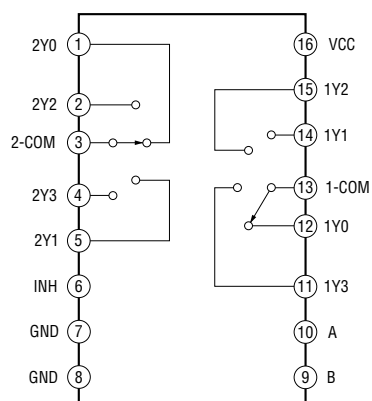 2Y0 1
2Y2 2
2-COM 3
2Y3 4
2Y1 5
INH 6
GND 7
GND 8
16 VCC
15 1Y2
14 1Y1
13 1-COM
12 1Y0
11 1Y3
10 A
9 B